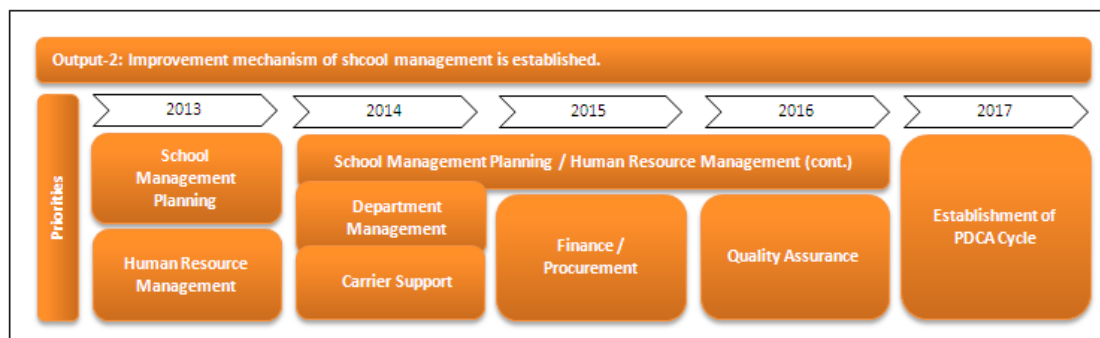 Output-2: Improvement mechanism of shcool management is established.
Priorities
2013
2014
2015
2016
2017
School
Management
Planning
Human Resource
Management
School Management Planning / Human Resource Management (cont.)
Department
Management
Carrier Support
Finance /
Procurement
Quality Assurance
Establishment of
PDCA Cycle